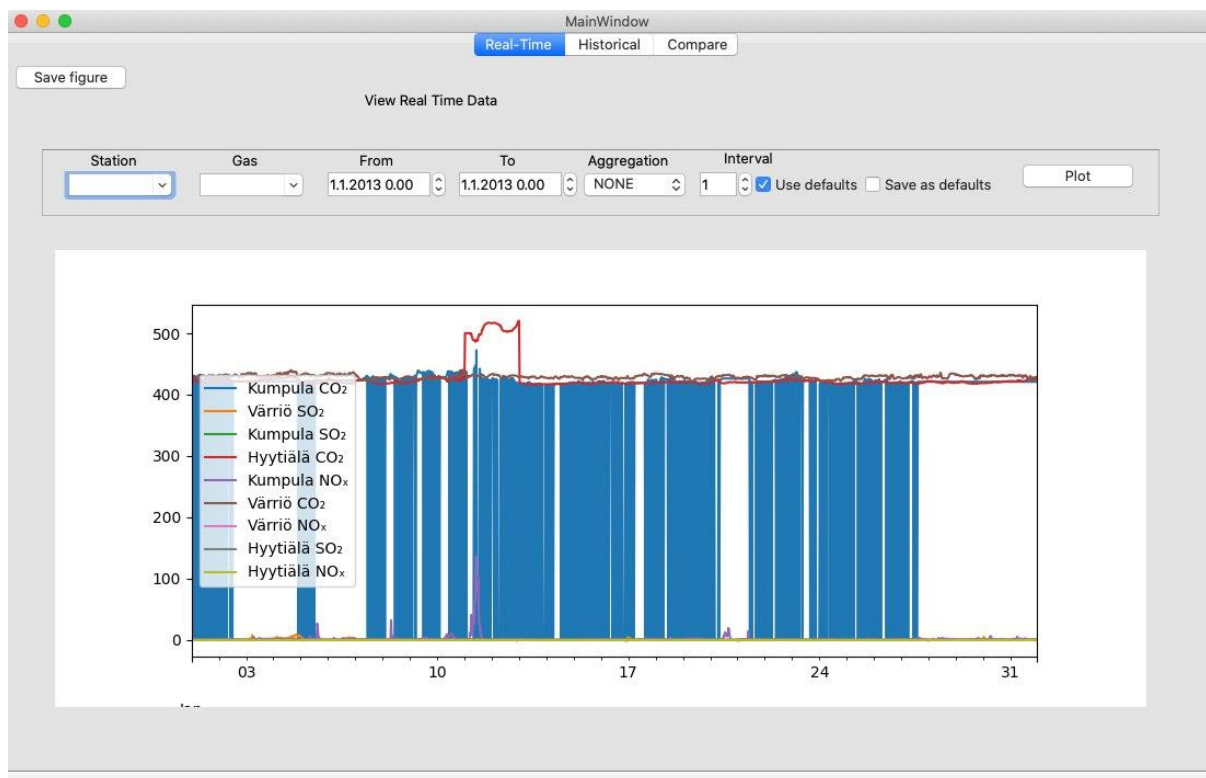 MainWindow
Real-Time Historical Compare
Save figure
View Real Time Data
Station Gas From To Aggregation Interval
1.1.2013 0.00 1.1.2013 0.00 NONE 1 Use defaults Save as defaults Plot
500
400
300
200
100
0
Kumpula CO₂
Värriö SO₂
Kumpula SO₂
Hyytiälä CO₂
Kumpula NOₓ
Värriö CO₂
Värriö NOₓ
Hyytiälä SO₂
Hyytiälä NOₓ
03 10 17 24 31